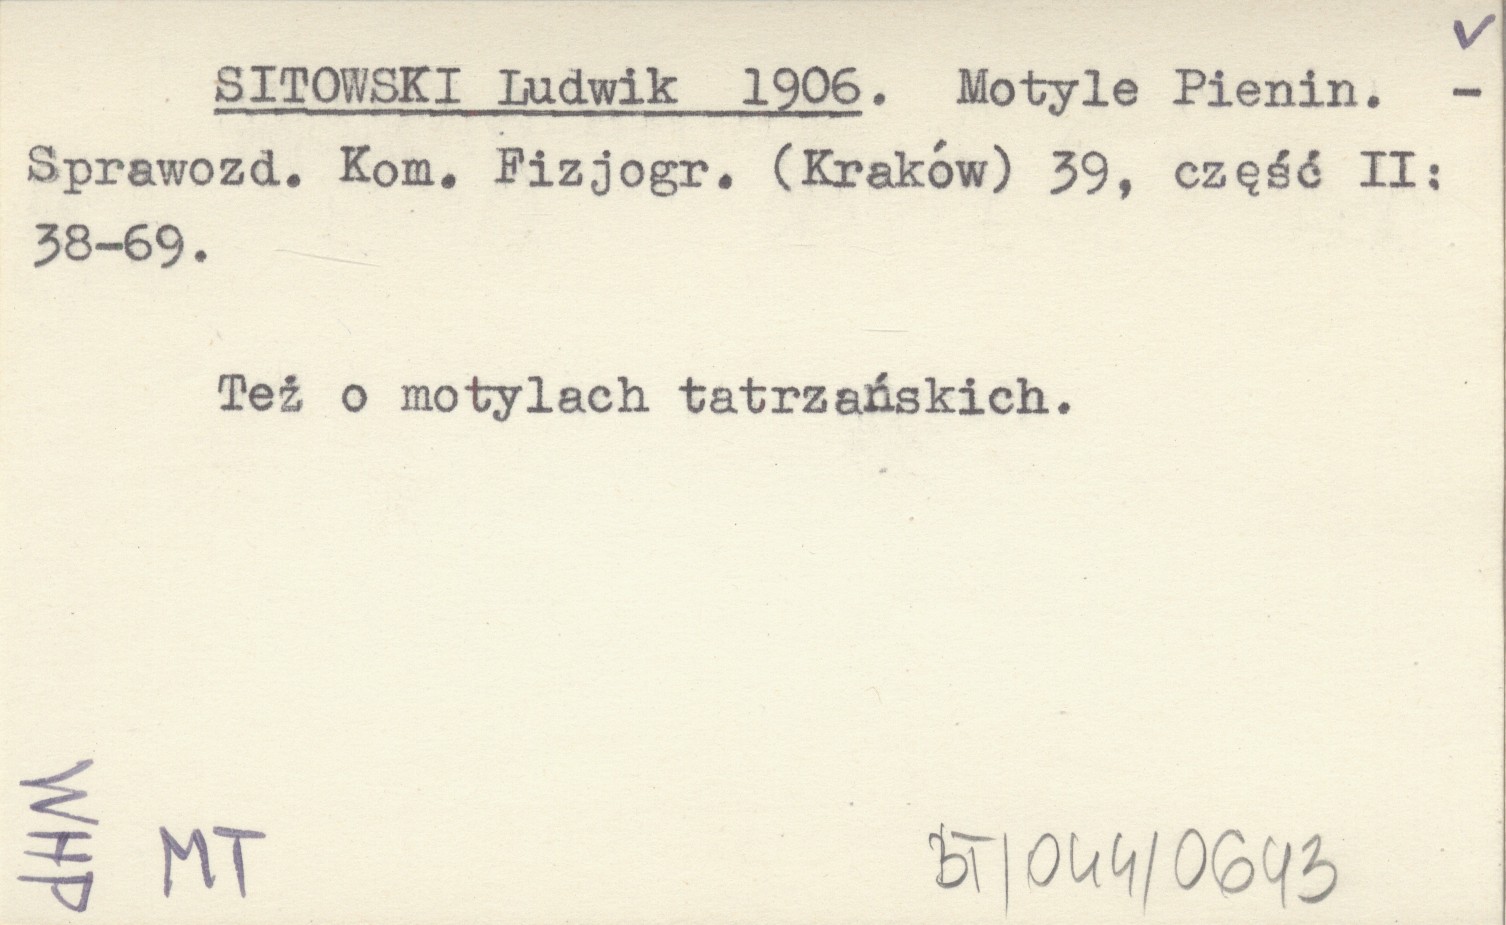 SITOWSKI Ludwik 1906. Motyle Pienin. -
Sprawozd. Kom. Fizjogr. (Kraków) 39, część II:
38-69.
Też o motylach tatrzańskich.
WHP
MT
BT/044/0643